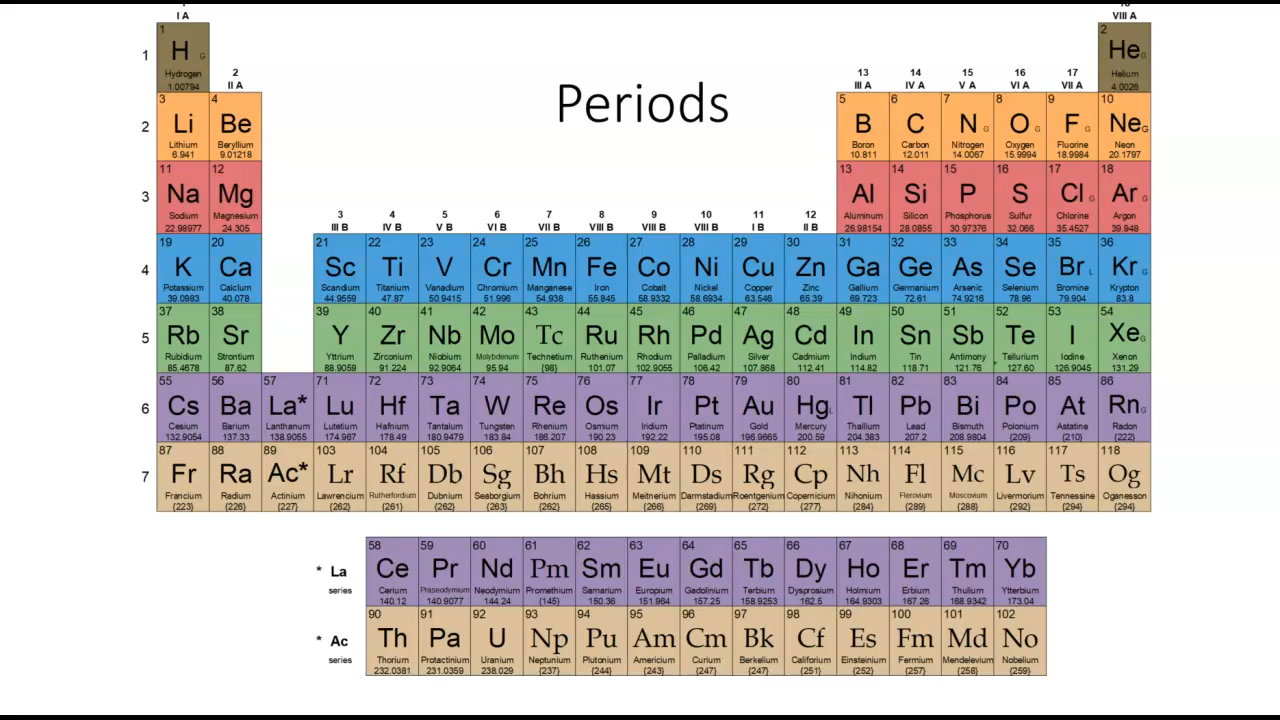 I A VIII A
1 2
1 H G He G
Hydrogen Helium
1.00794 4.0026
2 13 14 15 16 17
II A III A IV A V A VI A VII A
Periods
3 4 5 6 7 8 9 10
2 Li Be B C N G O G F G Ne G
Lithium Beryllium Boron Carbon Nitrogen Oxygen Fluorine Neon
6.941 9.01218 10.811 12.011 14.0067 15.9994 18.9984 20.1797
11 12 13 14 15 16 17 18
3 Na Mg Al Si P S Cl G Ar G
Sodium Magnesium Aluminum Silicon Phosphorus Sulfur Chlorine Argon
22.98977 24.305 26.98154 28.0855 30.97376 32.066 35.4527 39.948
3 4 5 6 7 8 9 10 11 12
III B IV B V B VI B VII B VIII B VIII B VIII B I B II B
19 20 21 22 23 24 25 26 27 28 29 30 31 32 33 34 35 36
4 K Ca Sc Ti V Cr Mn Fe Co Ni Cu Zn Ga Ge As Se Br L Kr G
Potassium Calcium Scandium Titanium Vanadium Chromium Manganese Iron Cobalt Nickel Copper Zinc Gallium Germanium Arsenic Selenium Bromine Krypton
39.0983 40.078 44.9559 47.87 50.9415 51.996 54.938 55.845 58.9332 58.6934 63.546 65.39 69.723 72.61 74.9216 78.96 79.904 83.8
37 38 39 40 41 42 43 44 45 46 47 48 49 50 51 52 53 54
5 Rb Sr Y Zr Nb Mo Tc Ru Rh Pd Ag Cd In Sn Sb Te I Xe G
Rubidium Strontium Yttrium Zirconium Niobium Molybdenum Technetium Ruthenium Rhodium Palladium Silver Cadmium Indium Tin Antimony Tellurium Iodine Xenon
85.4678 87.62 88.9059 91.224 92.9064 95.94 {98} 101.07 102.9055 106.42 107.868 112.41 114.82 118.71 121.76 127.60 126.9045 131.29
55 56 57 71 72 73 74 75 76 77 78 79 80 81 82 83 84 85 86
6 Cs Ba La* Lu Hf Ta W Re Os Ir Pt Au Hg L Tl Pb Bi Po At Rn G
Cesium Barium Lanthanum Lutetium Hafnium Tantalum Tungsten Rhenium Osmium Iridium Platinum Gold Mercury Thallium Lead Bismuth Polonium Astatine Radon
132.9054 137.33 138.9055 174.967 178.49 180.9479 183.84 186.207 190.23 192.22 195.08 196.9665 200.59 204.383 207.2 208.9804 {209} {210} {222}
87 88 89 103 104 105 106 107 108 109 110 111 112 113 114 115 116 117 118
7 Fr Ra Ac* Lr Rf Db Sg Bh Hs Mt Ds Rg Cp Nh Fl Mc Lv Ts Og
Francium Radium Actinium Lawrencium Rutherfordium Dubnium Seaborgium Bohrium Hassium Meitnerium Darmstadium Roentgenium Copernicium Nihonium Flerovium Moscovium Livermorium Tennessine Oganesson
{223} {226} {227} {262} {261} {262} {263} {262} {265} {266} {269} {272} {277} {284} {289} {288} {292} {294} {294}
58 59 60 61 62 63 64 65 66 67 68 69 70
* La Ce Pr Nd Pm Sm Eu Gd Tb Dy Ho Er Tm Yb
series Cerium Praseodymium Neodymium Promethium Samarium Europium Gadolinium Terbium Dysprosium Holmium Erbium Thulium Ytterbium
140.12 140.9077 144.24 {145} 150.36 151.964 157.25 158.9253 162.5 164.9303 167.26 168.9342 173.04
90 91 92 93 94 95 96 97 98 99 100 101 102
* Ac Th Pa U Np Pu Am Cm Bk Cf Es Fm Md No
series Thorium Protactinium Uranium Neptunium Plutonium Americium Curium Berkelium Califorium Einsteinium Fermium Mendelevium Nobelium
232.0381 231.0359 238.029 {237} {244} {243} {247} {247} {251} {252} {257} {258} {259}